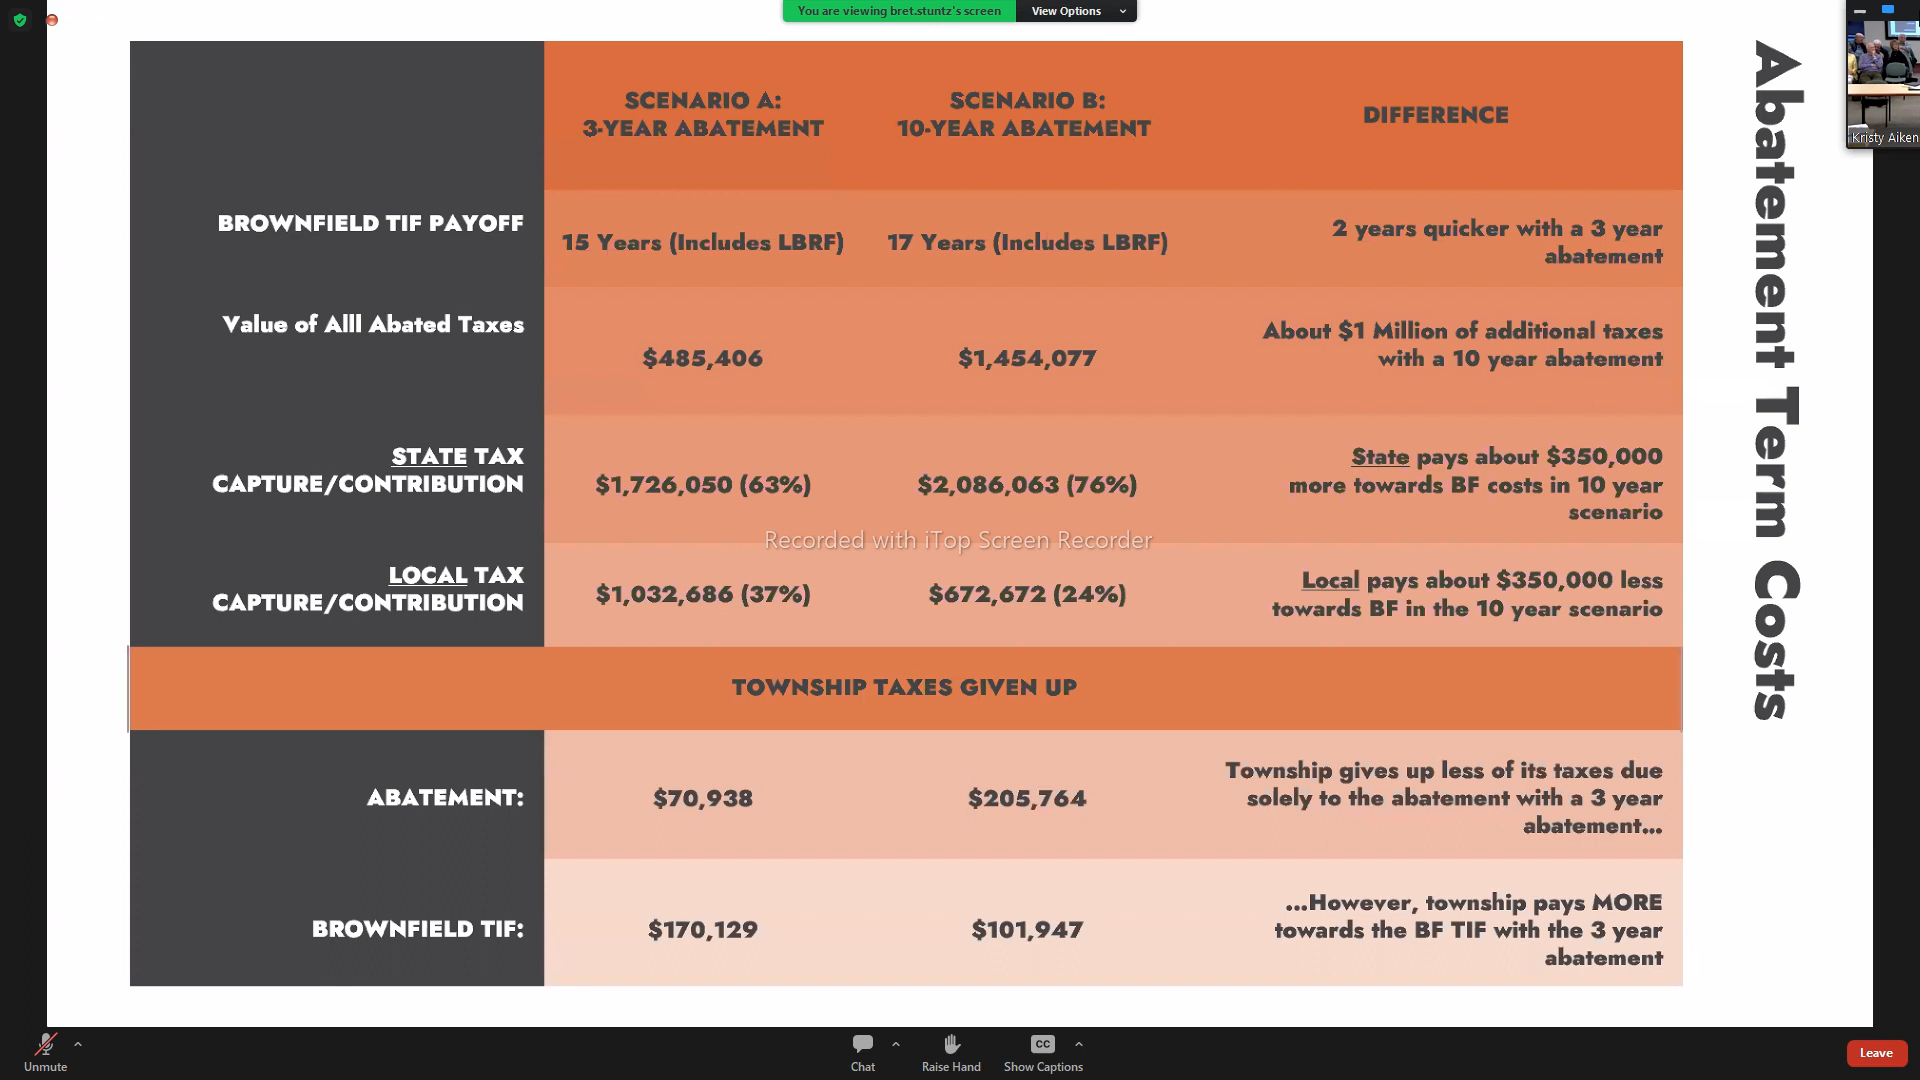 You are viewing bret.stuntz's screen
View Options
Kristy Aiken
Abatement Term Costs
SCENARIO A:
3-YEAR ABATEMENT
SCENARIO B:
10-YEAR ABATEMENT
DIFFERENCE
BROWNFIELD TIF PAYOFF
15 Years (Includes LBRF)
17 Years (Includes LBRF)
2 years quicker with a 3 year
abatement
Value of Alll Abated Taxes
$485,406
$1,454,077
About $1 Million of additional taxes
with a 10 year abatement
STATE TAX
CAPTURE/CONTRIBUTION
$1,726,050 (63%)
$2,086,063 (76%)
State pays about $350,000
more towards BF costs in 10 year
scenario
Recorded with iTop Screen Recorder
LOCAL TAX
CAPTURE/CONTRIBUTION
$1,032,686 (37%)
$672,672 (24%)
Local pays about $350,000 less
towards BF in the 10 year scenario
TOWNSHIP TAXES GIVEN UP
ABATEMENT:
$70,938
$205,764
Township gives up less of its taxes due
solely to the abatement with a 3 year
abatement...
BROWNFIELD TIF:
$170,129
$101,947
...However, township pays MORE
towards the BF TIF with the 3 year
abatement
Unmute
Chat
Raise Hand
CC
Show Captions
Leave